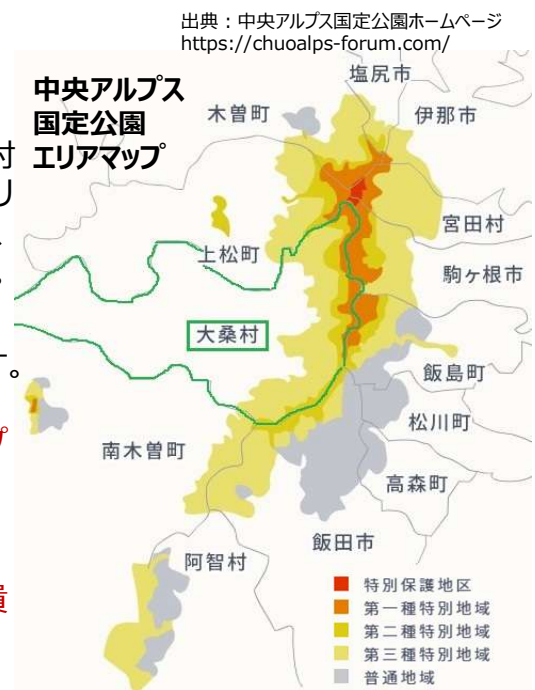 出典：中央アルプス国定公園ホームページ
https://chuoalps-forum.com/
中央アルプス
国定公園
エリアマップ
村
リ
。
プ
塩尻市
木曽町
伊那市
宮田村
上松町
駒ヶ根市
大桑村
飯島町
松川町
南木曽町
高森町
飯田市
阿智村
特別保護地区
第一種特別地域
第二種特別地域
第三種特別地域
普通地域